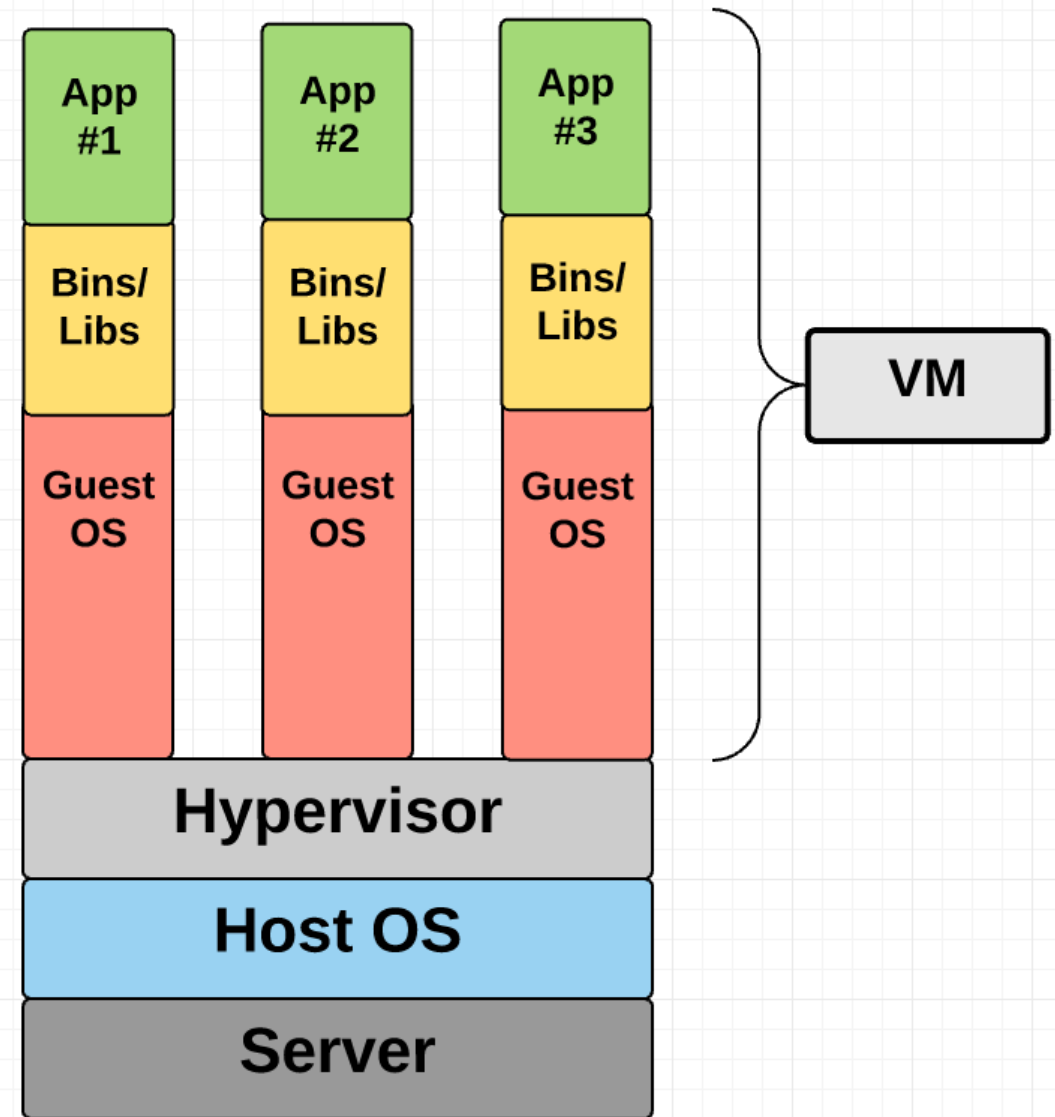 App
#1
App
#2
App
#3
Bins/
Libs
Bins/
Libs
Bins/
Libs
VM
Guest
OS
Guest
OS
Guest
OS
Hypervisor
Host OS
Server